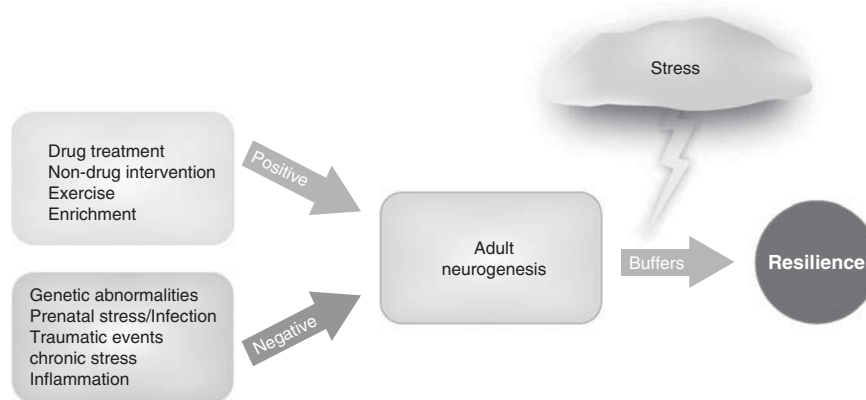 Stress
Drug treatment
Non-drug intervention
Exercise
Enrichment
Positive
Adult
neurogenesis
Buffers
Resilience
Genetic abnormalities
Prenatal stress/Infection
Traumatic events
chronic stress
Inflammation
Negative